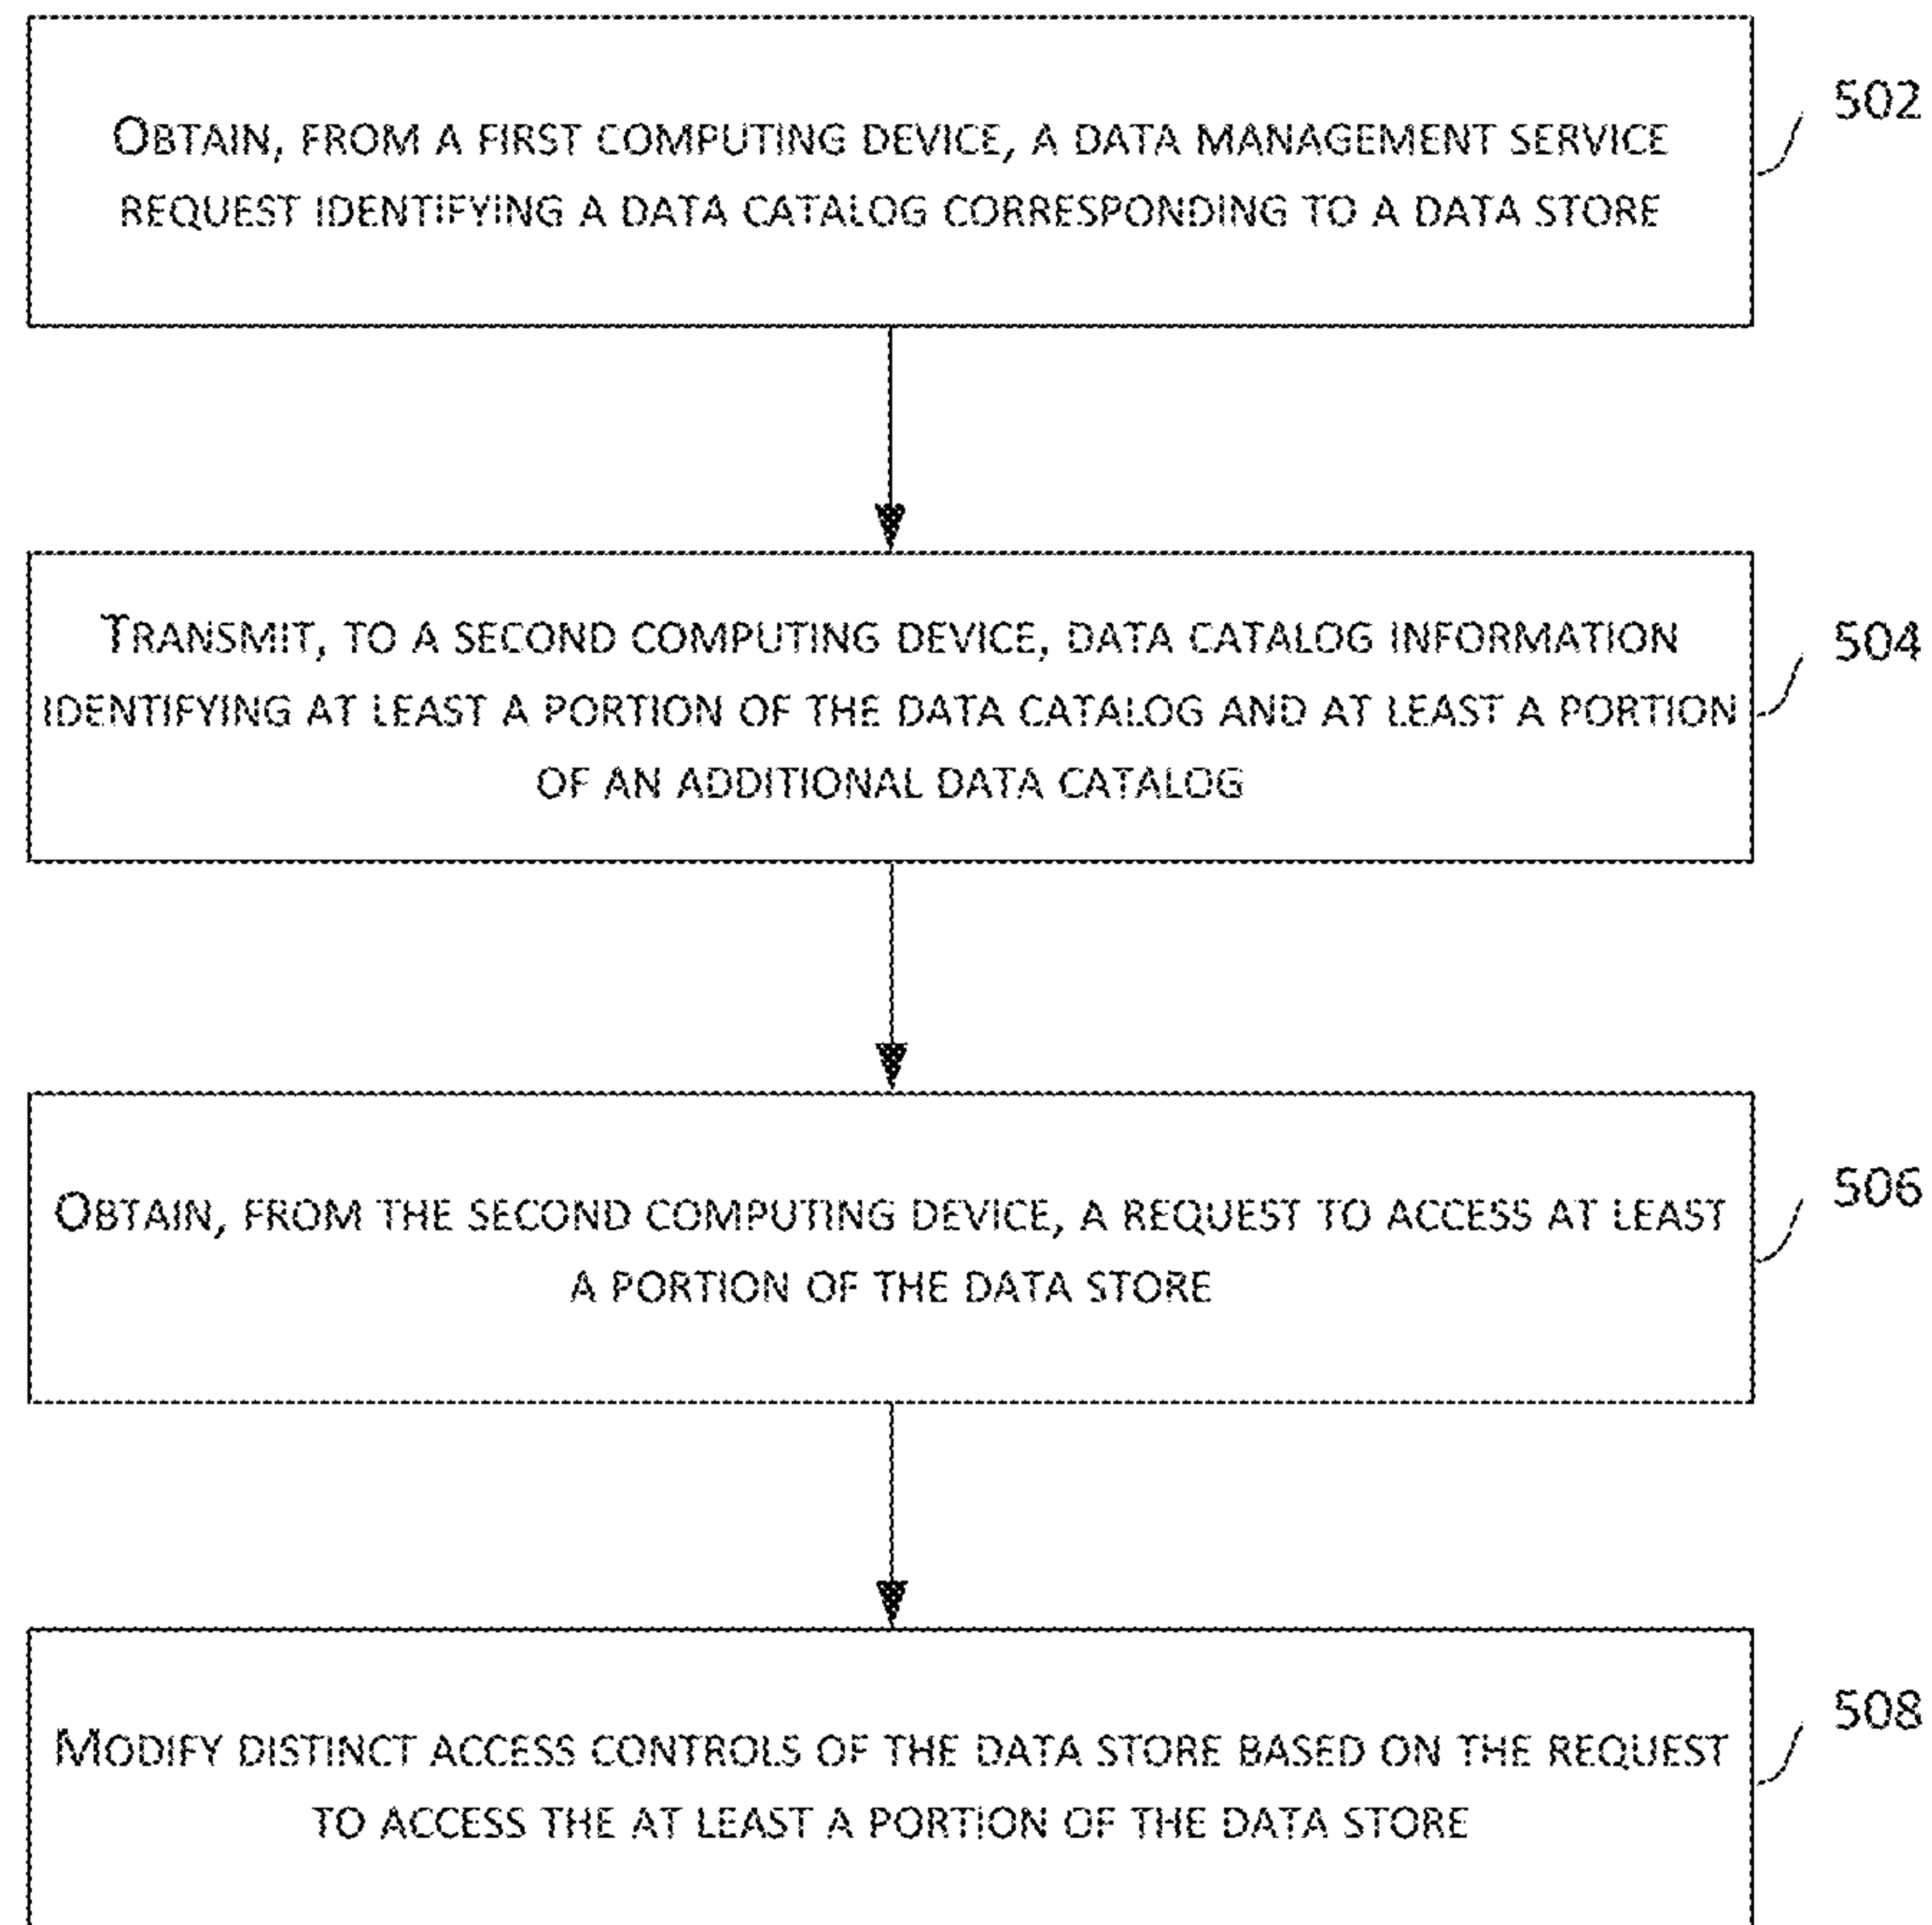 OBTAIN, FROM A FIRST COMPUTING DEVICE, A DATA MANAGEMENT SERVICE
REQUEST IDENTIFYING A DATA CATALOG CORRESPONDING TO A DATA STORE
502
TRANSMIT, TO A SECOND COMPUTING DEVICE, DATA CATALOG INFORMATION
IDENTIFYING AT LEAST A PORTION OF THE DATA CATALOG AND AT LEAST A PORTION
OF AN ADDITIONAL DATA CATALOG
504
OBTAIN, FROM THE SECOND COMPUTING DEVICE, A REQUEST TO ACCESS AT LEAST
A PORTION OF THE DATA STORE
506
MODIFY DISTINCT ACCESS CONTROLS OF THE DATA STORE BASED ON THE REQUEST
TO ACCESS THE AT LEAST A PORTION OF THE DATA STORE
508